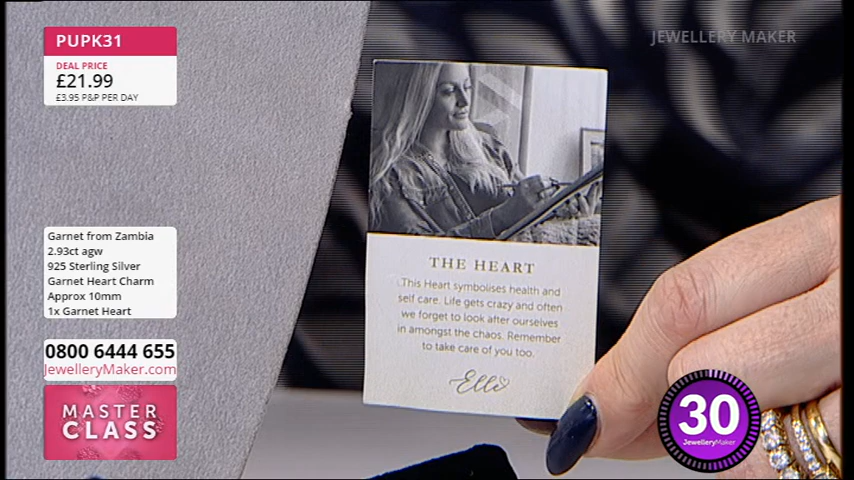 PUPK31
DEAL PRICE
£21.99
£3.95 P&P PER DAY
JEWELLERY MAKER
Garnet from Zambia
2.93ct agw
925 Sterling Silver
Garnet Heart Charm
Approx 10mm
1x Garnet Heart
0800 6444 655
JewelleryMaker.com
MASTER
CLASS
THE HEART
This Heart symbolises health and
self care. Life gets crazy and often
we forget to look after ourselves
in amongst the chaos. Remember
to take care of you too.
Elle
30
JewelleryMaker